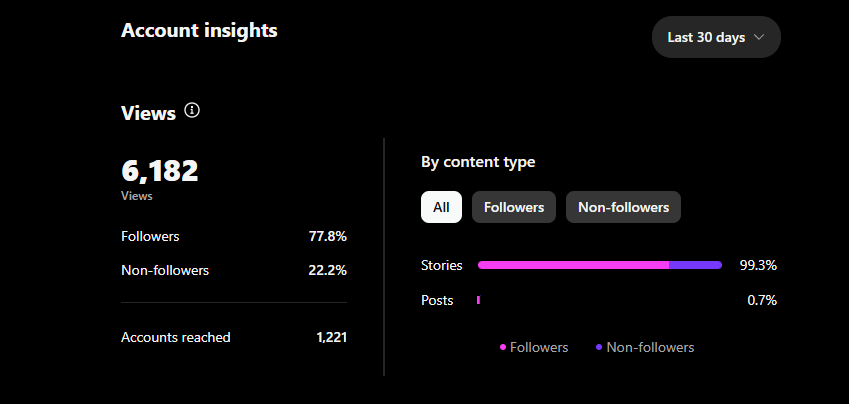 Account insights
Last 30 days
Views
6,182
Views
Followers 77.8%
Non-followers 22.2%
Accounts reached 1,221
By content type
All Followers Non-followers
Stories 99.3%
Posts 0.7%
Followers Non-followers